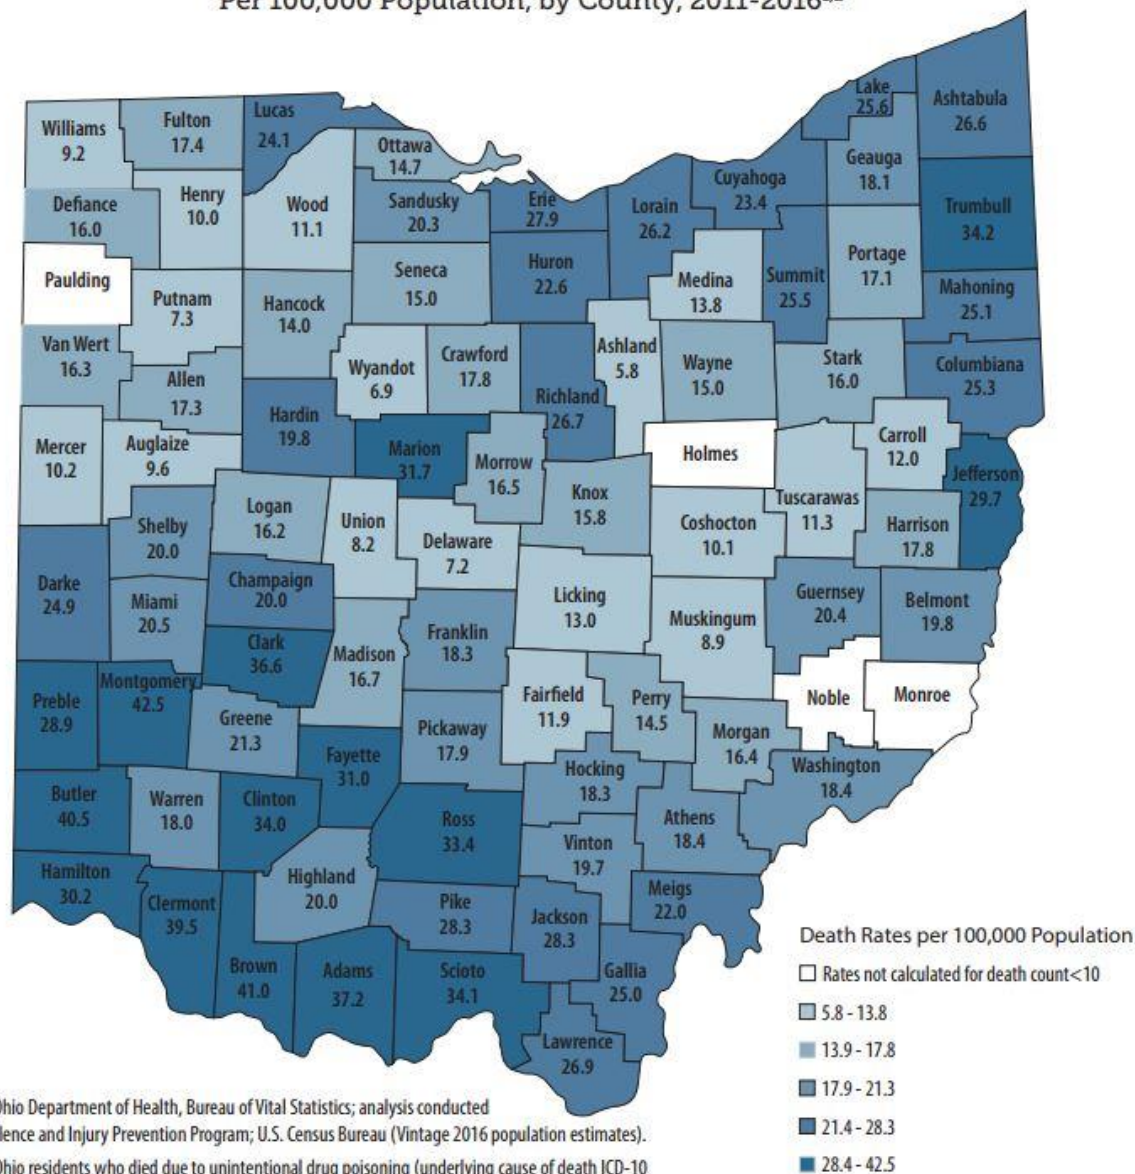 Per 100,000 Population, by County, 2011-2016
Lake
25.6
Ashtabula
26.6
Lucas
24.1
Williams
9.2
Fulton
17.4
Ottawa
14.7
Geauga
18.1
Cuyahoga
23.4
Defiance
16.0
Henry
10.0
Wood
11.1
Sandusky
20.3
Erie
27.9
Lorain
26.2
Trumbull
34.2
Paulding
Putnam
7.3
Hancock
14.0
Seneca
15.0
Huron
22.6
Medina
13.8
Summit
25.5
Portage
17.1
Mahoning
25.1
Van Wert
16.3
Allen
17.3
Wyandot
6.9
Crawford
17.8
Richland
26.7
Ashland
5.8
Wayne
15.0
Stark
16.0
Columbiana
25.3
Hardin
19.8
Mercer
10.2
Auglaize
9.6
Marion
31.7
Morrow
16.5
Holmes
Carroll
12.0
Jefferson
29.7
Logan
16.2
Union
8.2
Knox
15.8
Tuscarawas
11.3
Shelby
20.0
Delaware
7.2
Coshocton
10.1
Harrison
17.8
Darke
24.9
Champaign
20.0
Miami
20.5
Licking
13.0
Guernsey
20.4
Belmont
19.8
Clark
36.6
Madison
16.7
Franklin
18.3
Muskingum
8.9
Preble
28.9
Montgomery
42.5
Greene
21.3
Pickaway
17.9
Fairfield
11.9
Perry
14.5
Morgan
16.4
Noble
Monroe
Fayette
31.0
Hocking
18.3
Washington
18.4
Butler
40.5
Warren
18.0
Clinton
34.0
Ross
33.4
Athens
18.4
Vinton
19.7
Hamilton
30.2
Clermont
39.5
Highland
20.0
Pike
28.3
Jackson
28.3
Meigs
22.0
Brown
41.0
Adams
37.2
Scioto
34.1
Gallia
25.0
Lawrence
26.9
Death Rates per 100,000 Population
Rates not calculated for death count<10
5.8 - 13.8
13.9 - 17.8
17.9 - 21.3
21.4 - 28.3
28.4 - 42.5
Ohio Department of Health, Bureau of Vital Statistics; analysis conducted
and Injury Prevention Program; U.S. Census Bureau (Vintage 2016 population estimates).
Ohio residents who died due to unintentional drug poisoning (underlying cause of death ICD-10